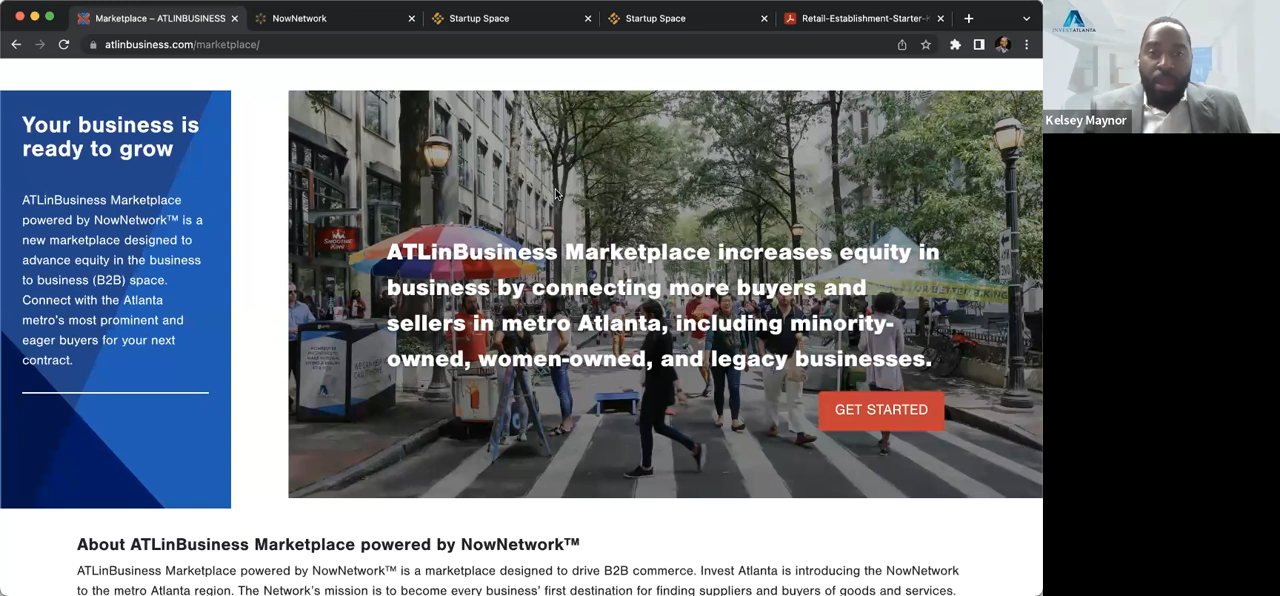 Marketplace – ATLINBUSINESS
NowNetwork
Startup Space
Startup Space
Retail-Establishment-Starter-K
atlinbusiness.com/marketplace/
INVEST ATLANTA
Kelsey Maynor
Your business is
ready to grow
ATLinBusiness Marketplace
powered by NowNetwork™ is a
new marketplace designed to
advance equity in the business
to business (B2B) space.
Connect with the Atlanta
metro's most prominent and
eager buyers for your next
contract.
SMOOTHIE
KING
ATLinBusiness Marketplace increases equity in
business by connecting more buyers and
sellers in metro Atlanta, including minority-
owned, women-owned, and legacy businesses.
GET STARTED
About ATLinBusiness Marketplace powered by NowNetwork™
ATLinBusiness Marketplace powered by NowNetwork™ is a marketplace designed to drive B2B commerce. Invest Atlanta is introducing the NowNetwork
to the metro Atlanta region. The Network's mission is to become every business' first destination for finding suppliers and buyers of goods and services.